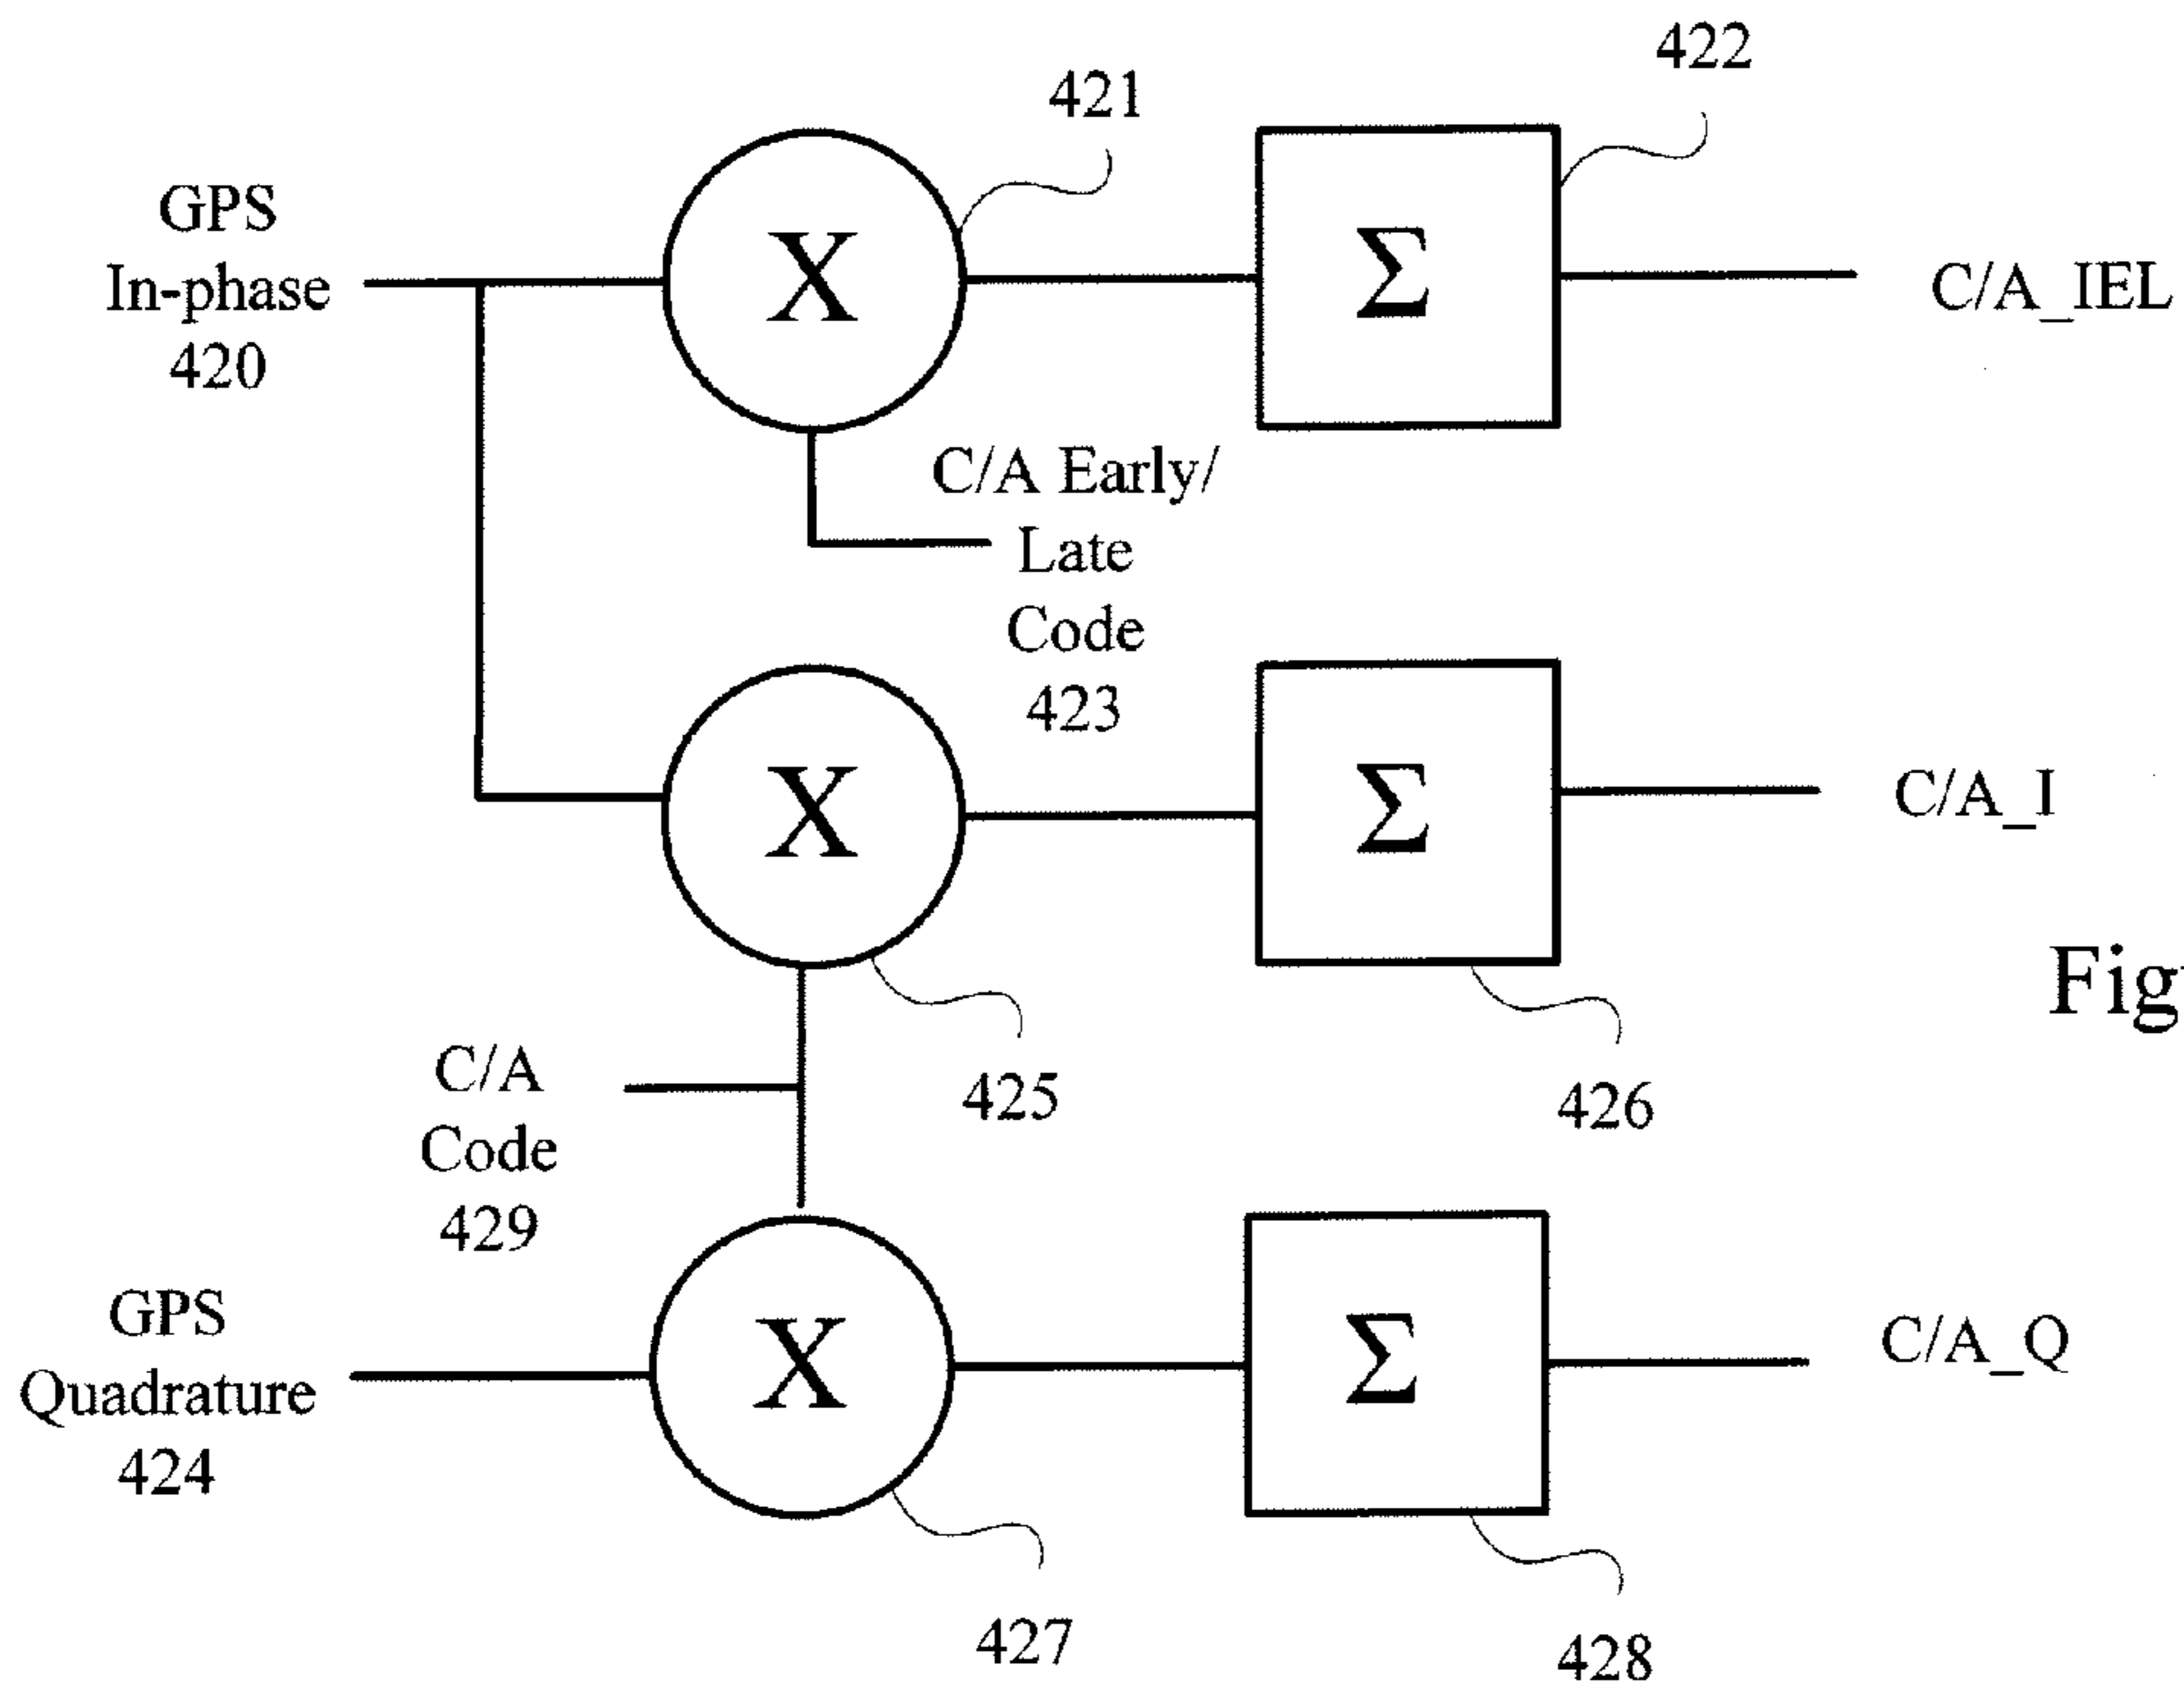 422
421
GPS
In-phase
420
X
Σ
C/A_IEL
C/A Early/
Late
Code
423
X
Σ
C/A_I
425
426
C/A
Code
429
GPS
Quadrature
424
X
Σ
C/A_Q
427
428
Fig